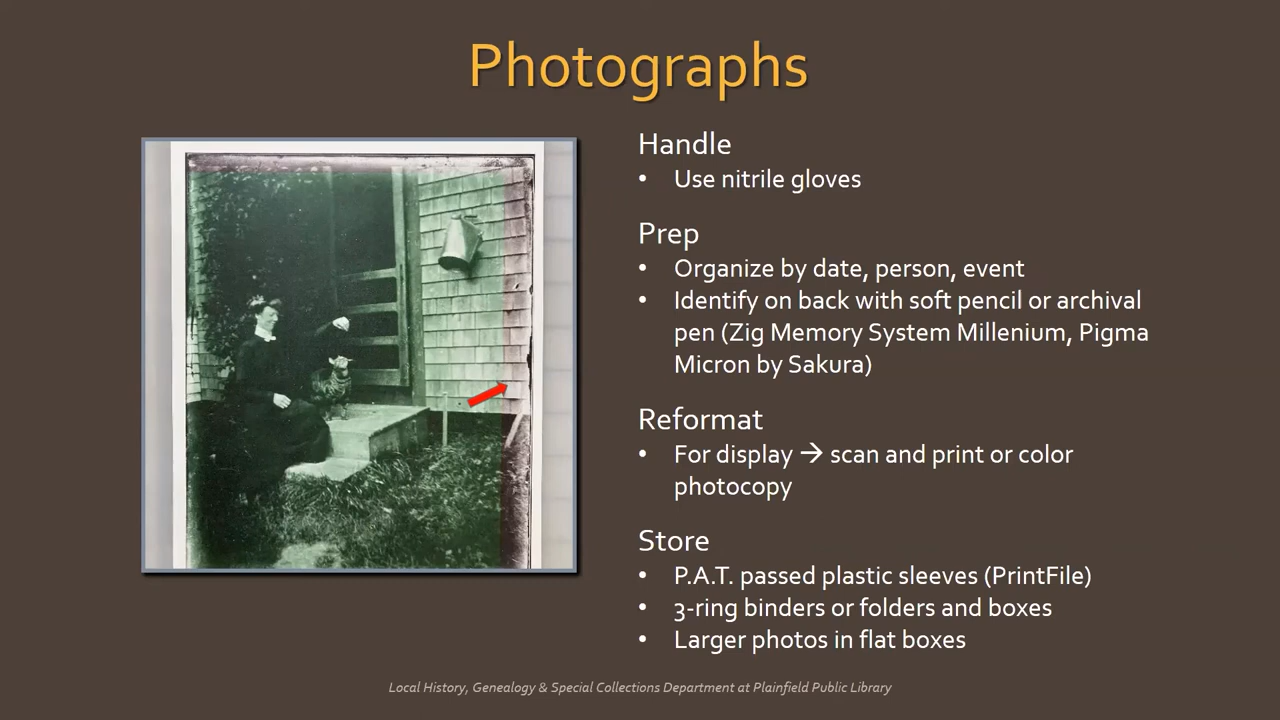 Photographs
Handle
• Use nitrile gloves
Prep
• Organize by date, person, event
• Identify on back with soft pencil or archival
pen (Zig Memory System Millenium, Pigma
Micron by Sakura)
Reformat
• For display → scan and print or color
photocopy
Store
• P.A.T. passed plastic sleeves (PrintFile)
• 3-ring binders or folders and boxes
• Larger photos in flat boxes
Local History, Genealogy & Special Collections Department at Plainfield Public Library